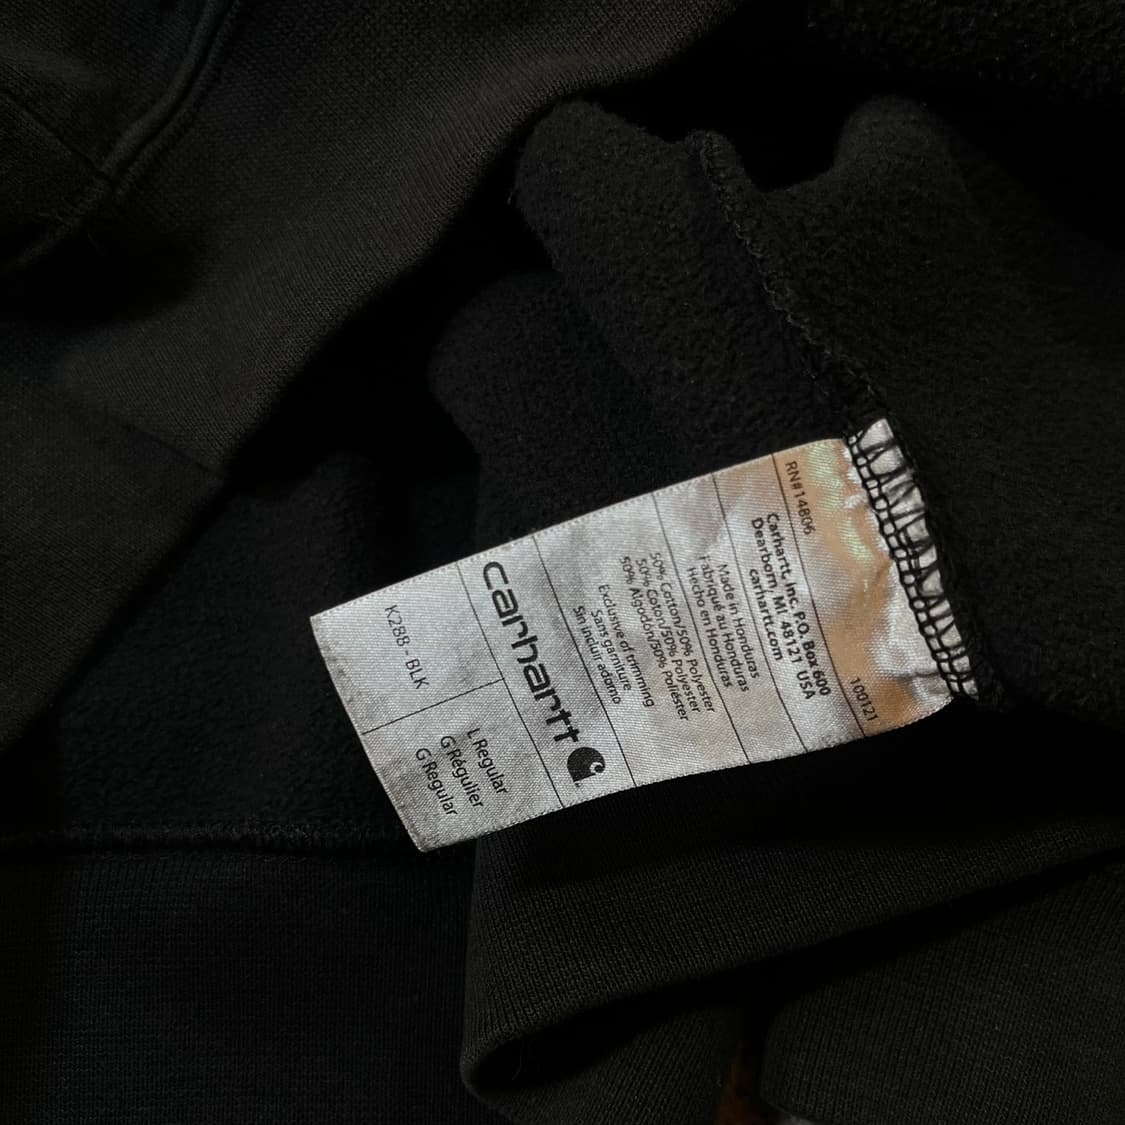 RN#14806
100121
Carhartt, Inc. P.O. Box 600
Dearborn, MI 48121 USA
carhartt.com
Made in Honduras
Fabriqué au Honduras
Hecho en Honduras
50% Cotton/50% Polyester
50% Coton/50% Polyester
50% Algodón/50% Poliéster
Exclusive of trimming
Sans garniture
Sin incluir adorno
carhartt
K288 - BLK
L Regular
G Régulier
G Regular